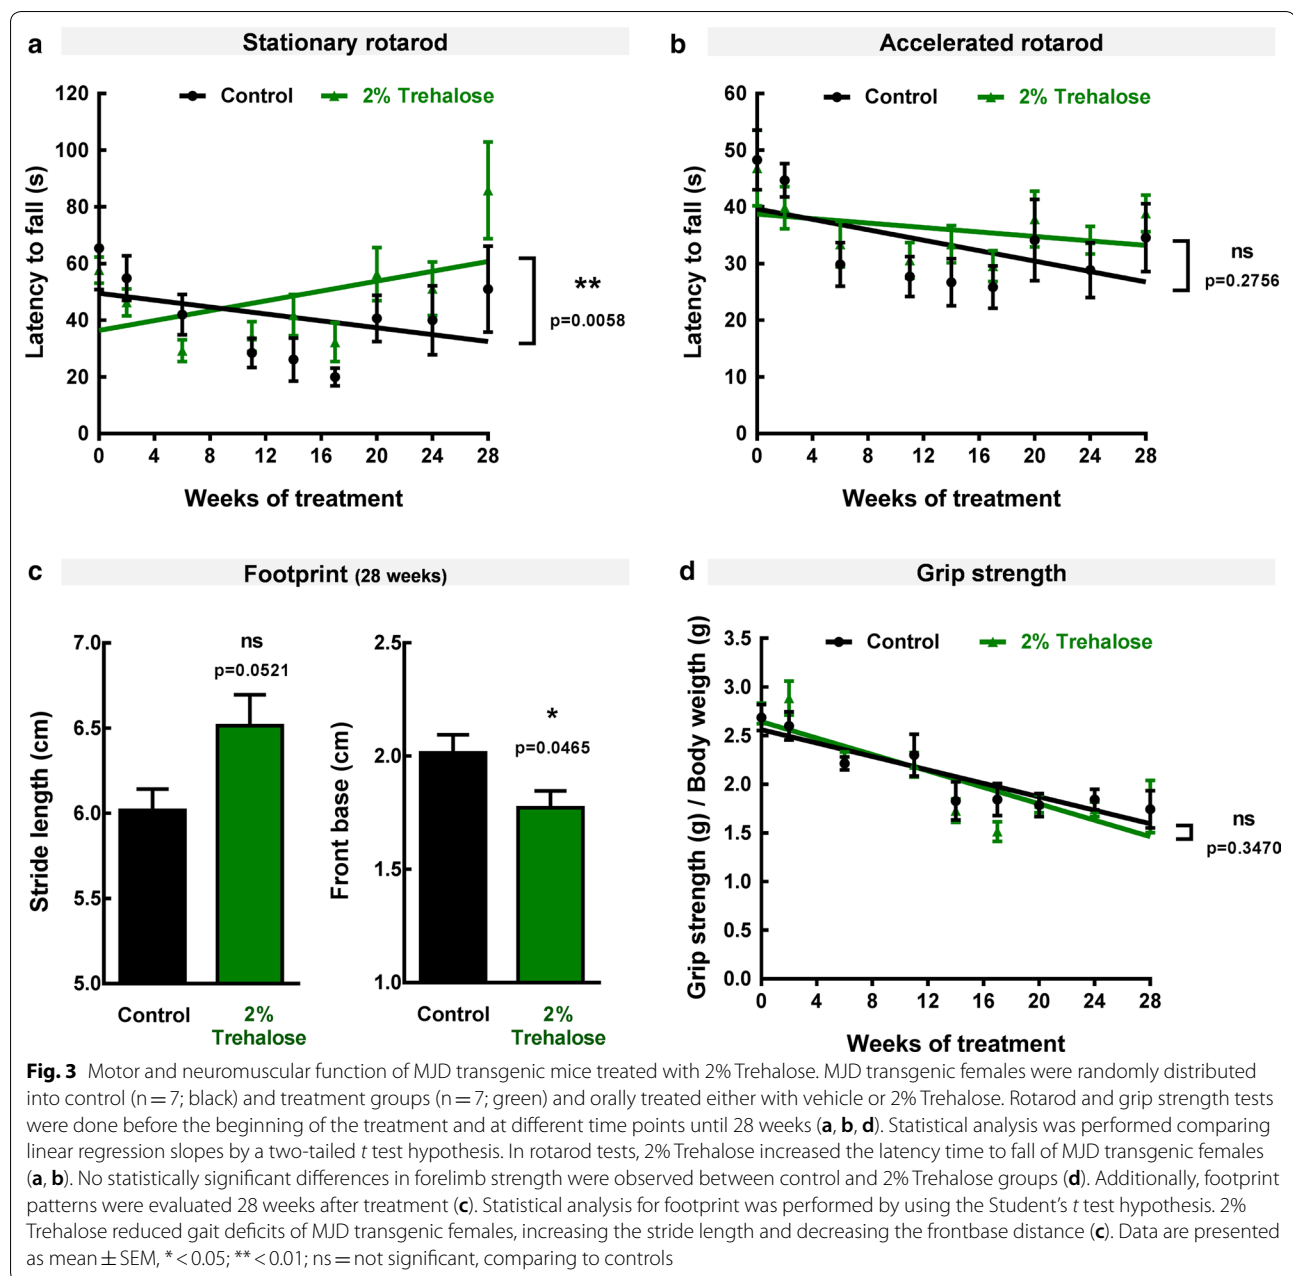 a Stationary rotarod
Control 2% Trehalose
Latency to fall (s)
120
100
80
60
40
20
0
0 4 8 12 16 20 24 28
Weeks of treatment
**
p=0.0058
b Accelerated rotarod
Control 2% Trehalose
Latency to fall (s)
60
50
40
30
20
10
0
0 4 8 12 16 20 24 28
Weeks of treatment
ns
p=0.2756
c Footprint (28 weeks)
Stride length (cm)
7.0
6.5
6.0
5.5
5.0
ns
p=0.0521
Control 2%
Trehalose
Front base (cm)
2.5
2.0
1.5
1.0
*
p=0.0465
Control 2%
Trehalose
d Grip strength
Control 2% Trehalose
Grip strength (g) / Body weigth (g)
3.5
3.0
2.5
2.0
1.5
1.0
0.5
0.0
0 4 8 12 16 20 24 28
Weeks of treatment
ns
p=0.3470
Fig. 3 Motor and neuromuscular function of MJD transgenic mice treated with 2% Trehalose. MJD transgenic females were randomly distributed
into control (n = 7; black) and treatment groups (n = 7; green) and orally treated either with vehicle or 2% Trehalose. Rotarod and grip strength tests
were done before the beginning of the treatment and at different time points until 28 weeks (a, b, d). Statistical analysis was performed comparing
linear regression slopes by a two-tailed t test hypothesis. In rotarod tests, 2% Trehalose increased the latency time to fall of MJD transgenic females
(a, b). No statistically significant differences in forelimb strength were observed between control and 2% Trehalose groups (d). Additionally, footprint
patterns were evaluated 28 weeks after treatment (c). Statistical analysis for footprint was performed by using the Student's t test hypothesis. 2%
Trehalose reduced gait deficits of MJD transgenic females, increasing the stride length and decreasing the frontbase distance (c). Data are presented
as mean ± SEM, * < 0.05; ** < 0.01; ns = not significant, comparing to controls